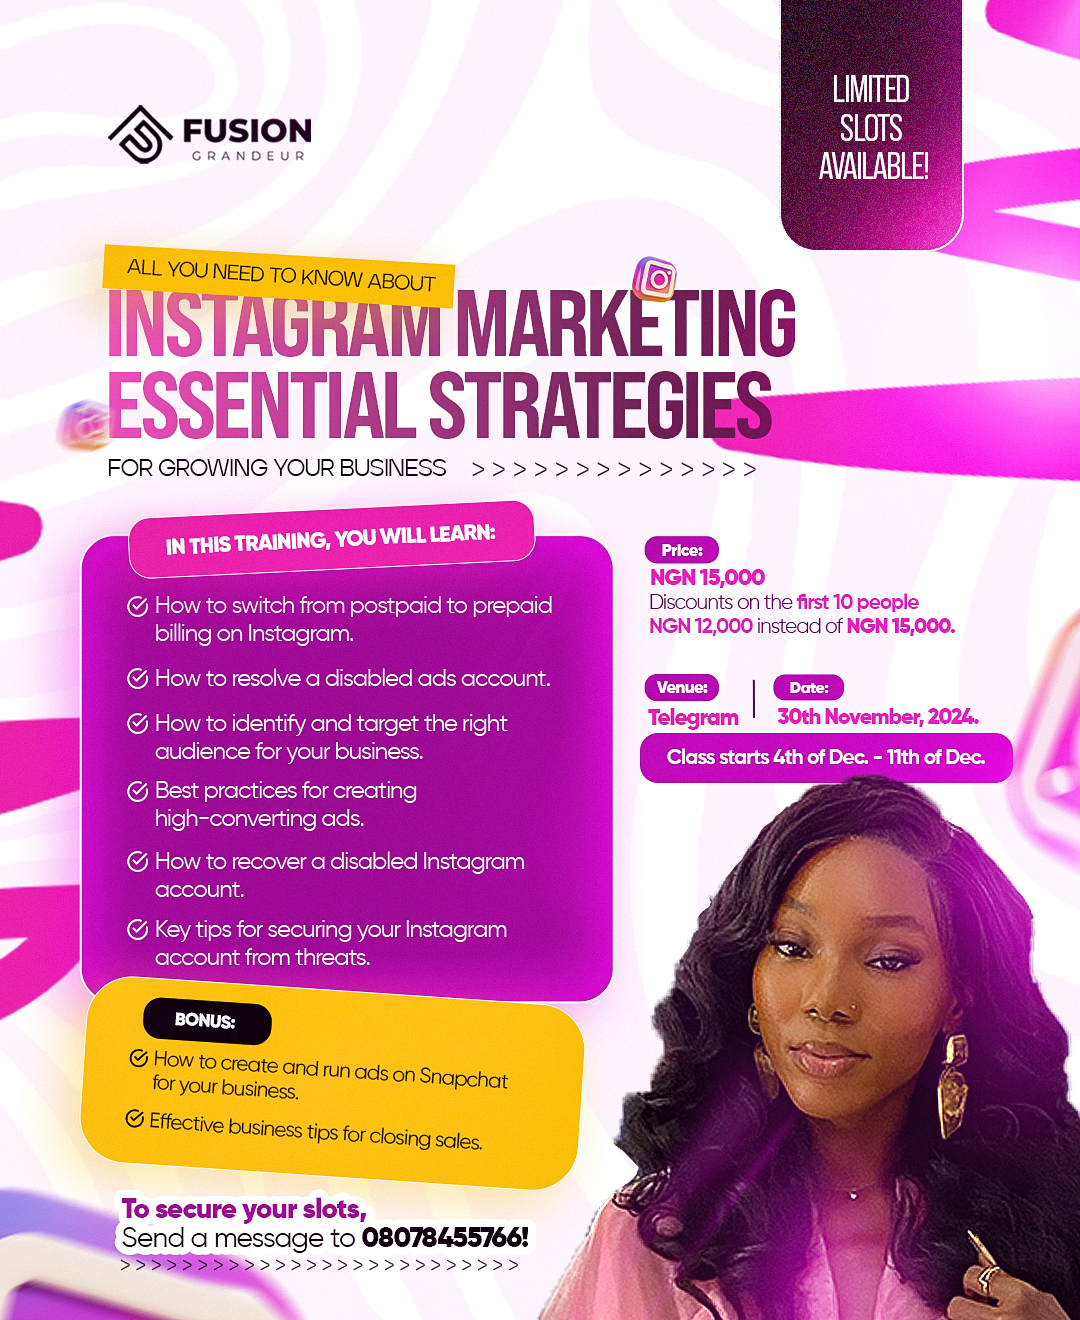 FUSION
GRANDEUR
LIMITED
SLOTS
AVAILABLE!
ALL YOU NEED TO KNOW ABOUT
INSTAGRAM MARKETING
ESSENTIAL STRATEGIES
FOR GROWING YOUR BUSINESS > > > > > > > > > > > > > >
IN THIS TRAINING, YOU WILL LEARN:
How to switch from postpaid to prepaid
billing on Instagram.
How to resolve a disabled ads account.
How to identify and target the right
audience for your business.
Best practices for creating
high-converting ads.
How to recover a disabled Instagram
account.
Key tips for securing your Instagram
account from threats.
BONUS:
How to create and run ads on Snapchat
for your business.
Effective business tips for closing sales.
Price:
NGN 15,000
Discounts on the first 10 people
NGN 12,000 instead of NGN 15,000.
Venue:
Telegram
Date:
30th November, 2024.
Class starts 4th of Dec. - 11th of Dec.
To secure your slots,
Send a message to 08078455766!
> > > > > > > > > > > > > > > > > > > > > > > > > >